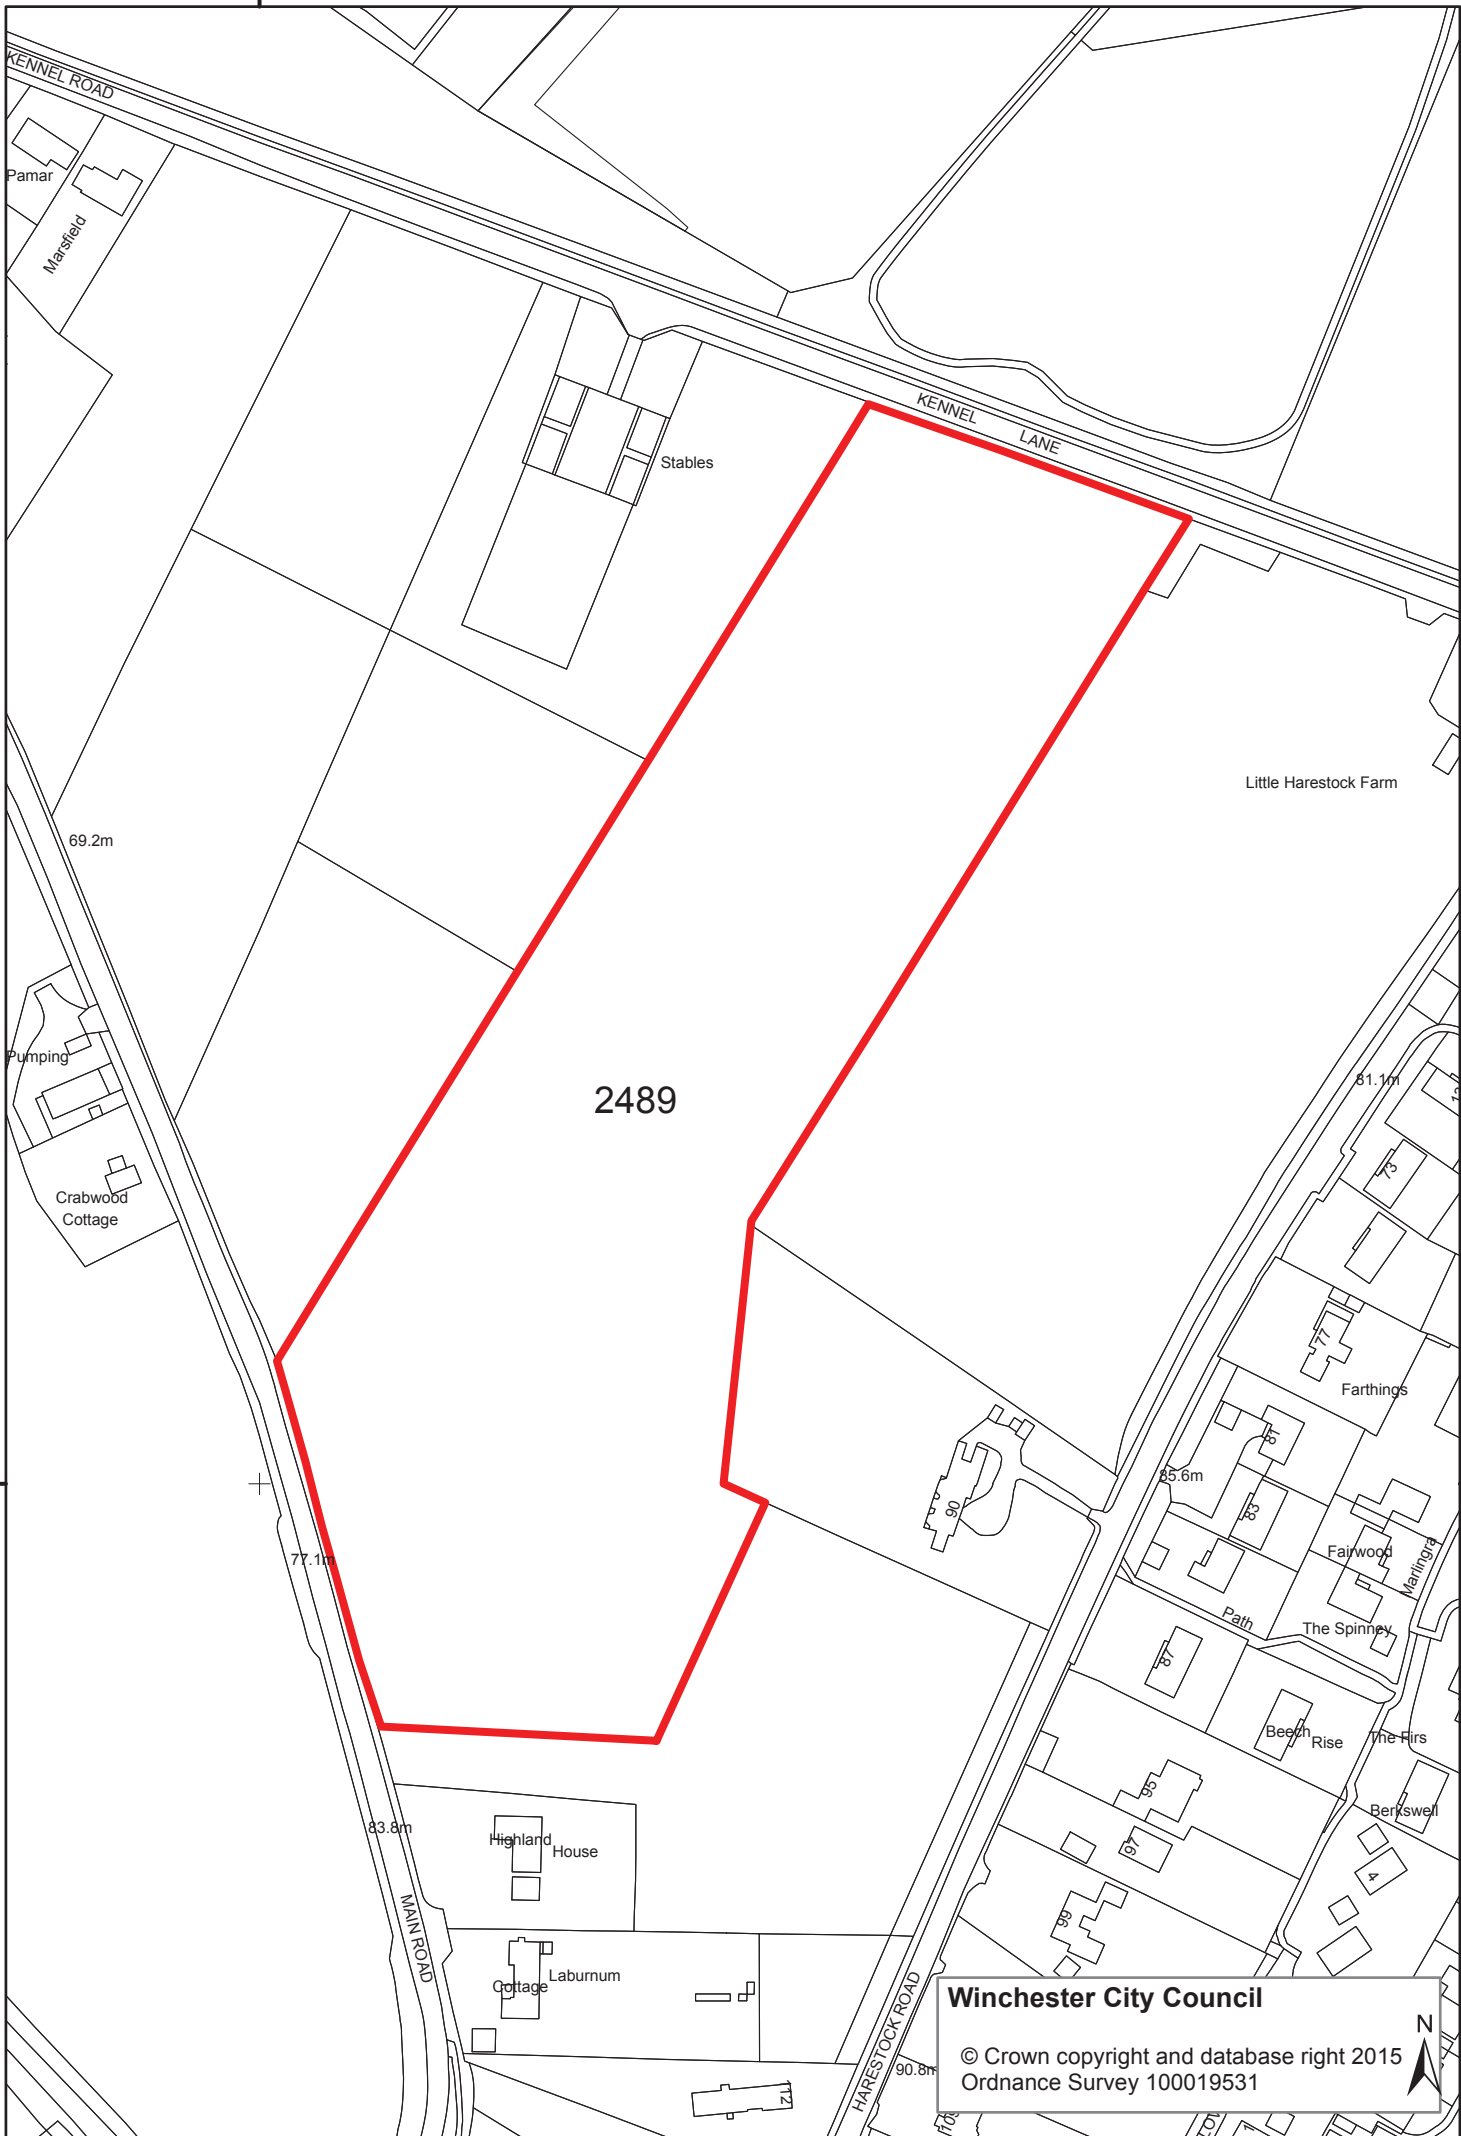 KENNEL ROAD
Pamar
Marsfield
KENNEL LANE
Stables
Little Harestock Farm
69.2m
Pumping
2489
81.1m
73
Crabwood
Cottage
77
Farthings
81
85.6m
90
83
Fairwood
Marlingra
77.1m
Path
The Spinney
87
Beech Rise
The Firs
95
Berkswell
83.8m
Highland House
97
4
99
MAIN ROAD
Laburnum
Cottage
HARESTOCK ROAD
Winchester City Council
N
© Crown copyright and database right 2015
Ordnance Survey 100019531
90.8m